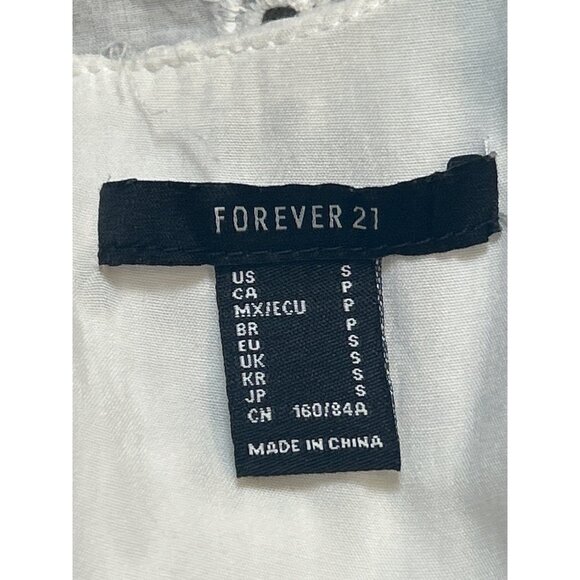 FOREVER 21
US S
CA P
MX/ECU P
BR P
EU S
UK S
KR S
JP S
CN 160/84A
MADE IN CHINA